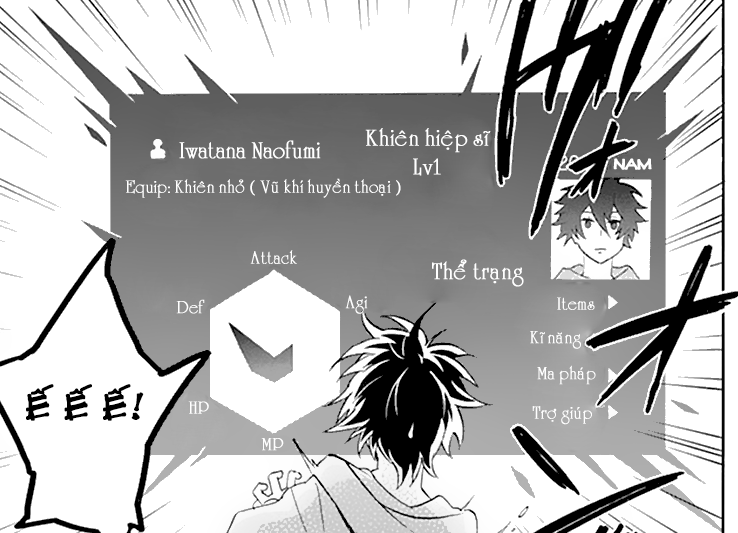 Iwatana Naofumi
Khiên hiệp sĩ
Lv1
NAM
Equip: Khiên nhỏ ( Vũ khí huyền thoại )
Attack
Def
Agi
HP
MP
Thể trạng
Items
Kĩ năng
Ma pháp
Trợ giúp
Ế Ế Ế!